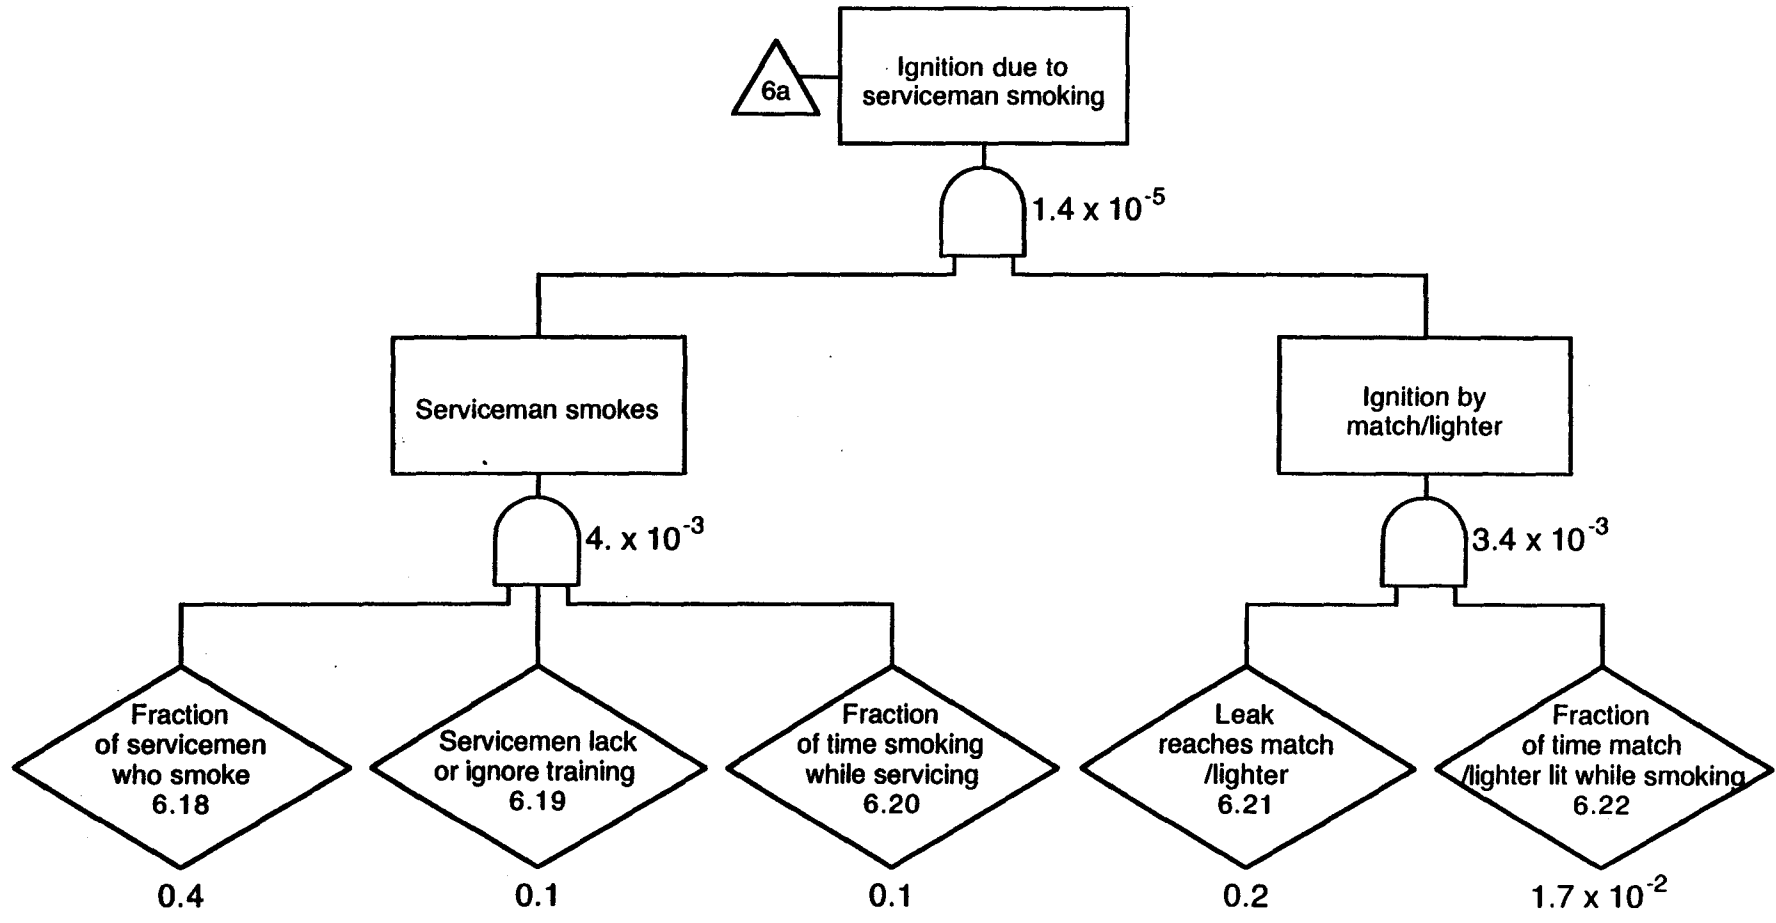 Ignition due to
serviceman smoking
6a
1.4 x 10^-5
Serviceman smokes
Ignition by
match/lighter
4. x 10^-3
3.4 x 10^-3
Fraction
of servicemen
who smoke
6.18
Servicemen lack
or ignore training
6.19
Fraction
of time smoking
while servicing
6.20
Leak
reaches match
/lighter
6.21
Fraction
of time match
/lighter lit while smoking
6.22
0.4
0.1
0.1
0.2
1.7 x 10^-2